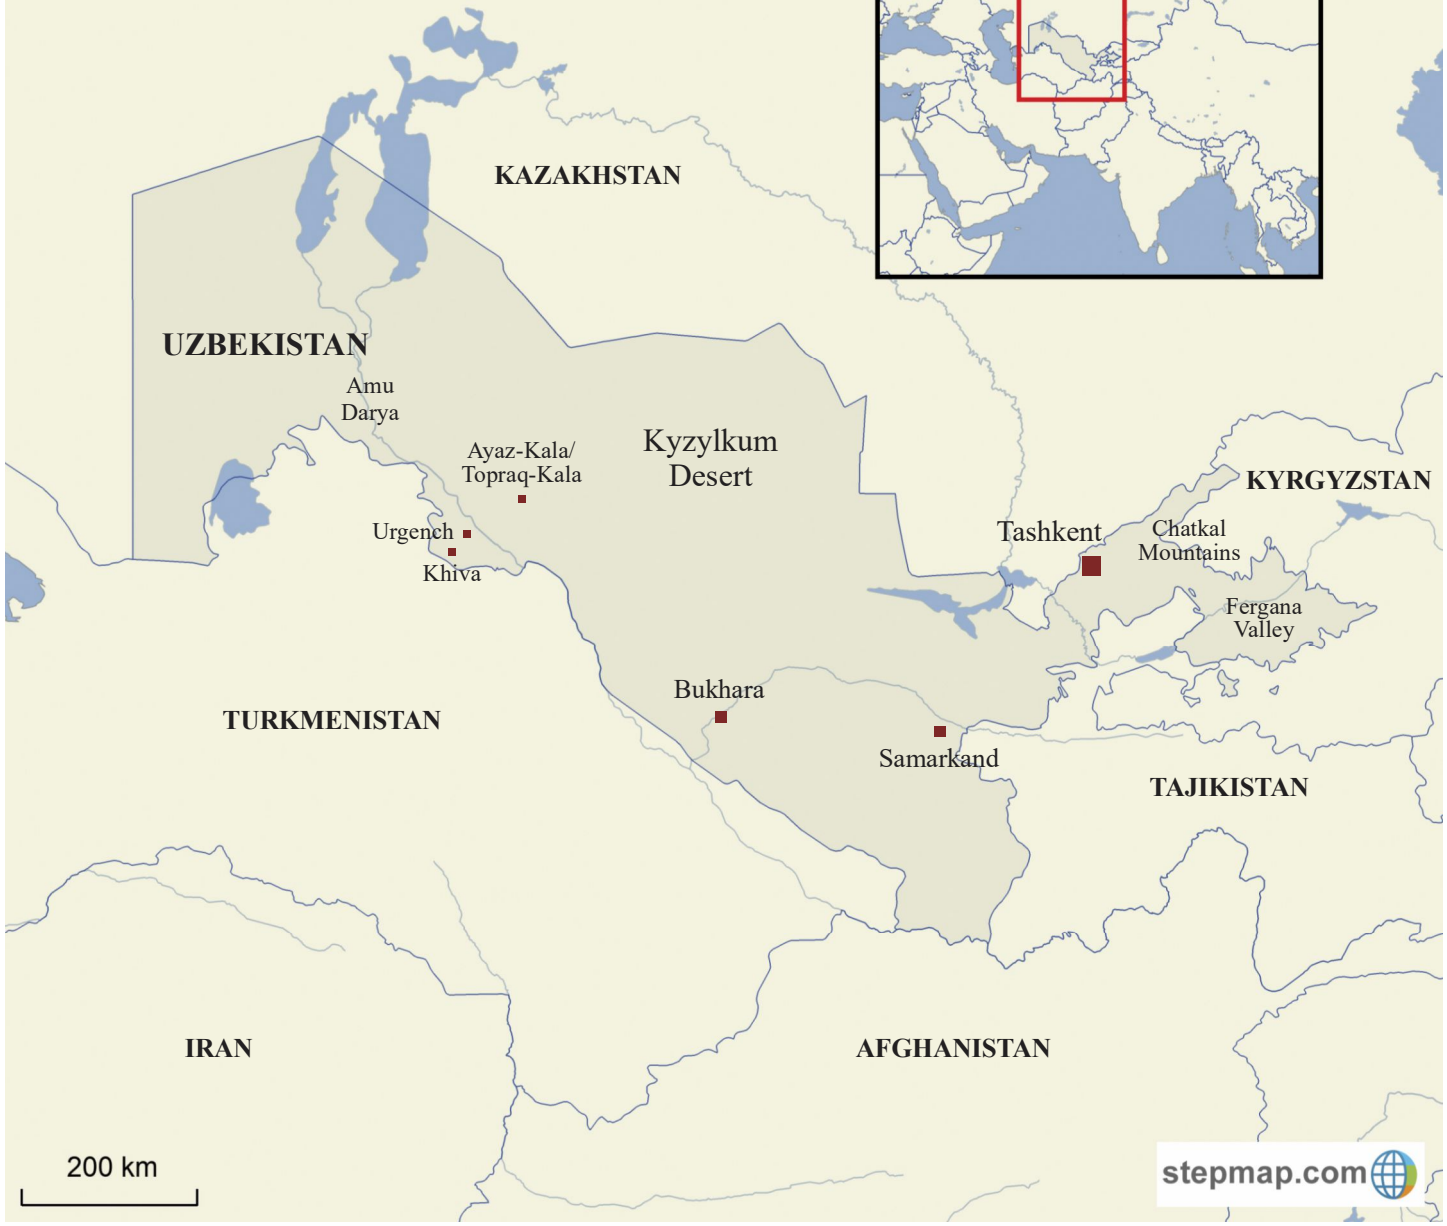 KAZAKHSTAN
UZBEKISTAN
Amu
Darya
Ayaz-Kala/
Topraq-Kala
Kyzylkum
Desert
KYRGYZSTAN
Urgench
Khiva
Tashkent
Chatkal
Mountains
Fergana
Valley
Bukhara
TURKMENISTAN
Samarkand
TAJIKISTAN
IRAN
AFGHANISTAN
200 km
stepmap.com